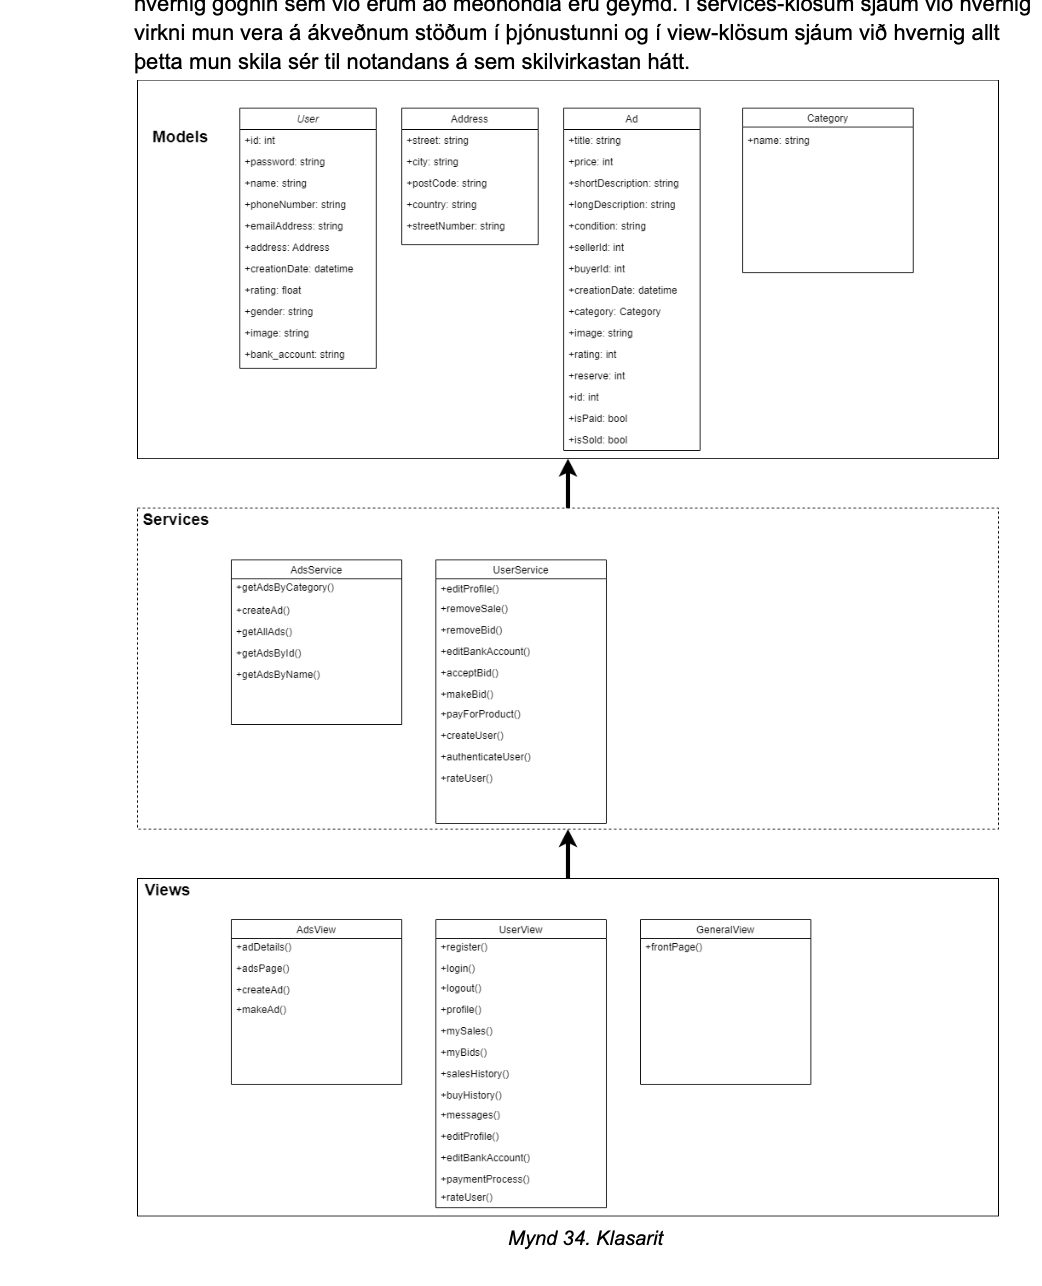 hvernig gögnin sem við erum að meðhöndla eru geymd. Í services-klösum sjáum við hvernig
virkni mun vera á ákveðnum stöðum í þjónustunni og í view-klösum sjáum við hvernig allt
þetta mun skila sér til notandans á sem skilvirkastan hátt.
Models
User
+id: int
+password: string
+name: string
+phoneNumber: string
+emailAddress: string
+address: Address
+creationDate: datetime
+rating: float
+gender: string
+image: string
+bank_account: string
Address
+street: string
+city: string
+postCode: string
+country: string
+streetNumber: string
Ad
+title: string
+price: int
+shortDescription: string
+longDescription: string
+condition: string
+sellerId: int
+buyerId: int
+creationDate: datetime
+category: Category
+image: string
+rating: int
+reserve: int
+id: int
+isPaid: bool
+isSold: bool
Category
+name: string
Services
AdsService
+getAdsByCategory()
+createAd()
+getAllAds()
+getAdsById()
+getAdsByName()
UserService
+editProfile()
+removeSale()
+removeBid()
+editBankAccount()
+acceptBid()
+makeBid()
+payForProduct()
+createUser()
+authenticateUser()
+rateUser()
Views
AdsView
+adDetails()
+adsPage()
+createAd()
+makeAd()
UserView
+register()
+login()
+logout()
+profile()
+mySales()
+myBids()
+salesHistory()
+buyHistory()
+messages()
+editProfile()
+editBankAccount()
+paymentProcess()
+rateUser()
GeneralView
+frontPage()
Mynd 34. Klasarit